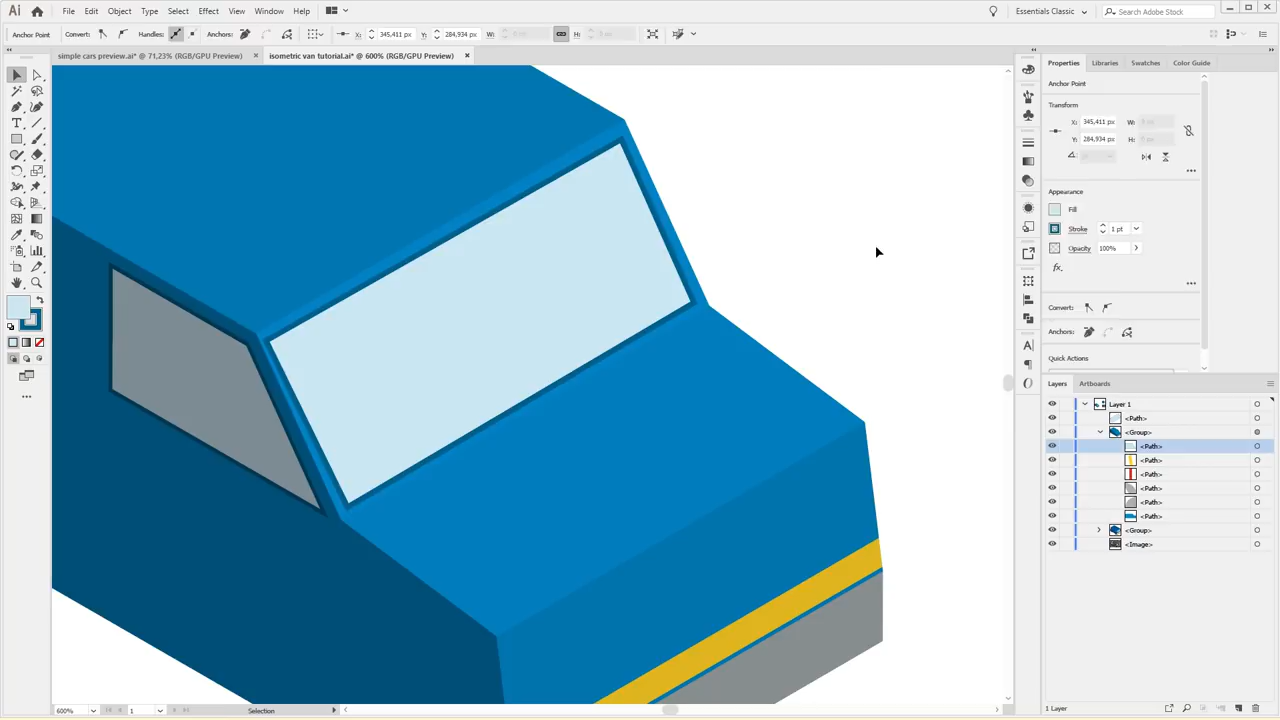 Ai File Edit Object Type Select Effect View Window Help Essentials Classic Search Adobe Stock
Anchor Point Convert: Handles: Anchors: X: 345,411 px Y: 284,934 px W: H:
simple cars preview.ai* @ 71,23% (RGB/GPU Preview) × isometric van tutorial.ai* @ 600% (RGB/GPU Preview) ×
Properties Libraries Swatches Color Guide
Anchor Point
Transform
X: 345,411 px W:
Y: 284,934 px H:
Appearance
Fill
Stroke 1 pt
Opacity 100%
fx.
Convert:
Anchors:
Quick Actions
Layers Artboards
Layer 1
<Path>
<Group>
<Path>
<Path>
<Path>
<Path>
<Path>
<Path>
<Group>
<Image>
600% 1 Selection
1 Layer